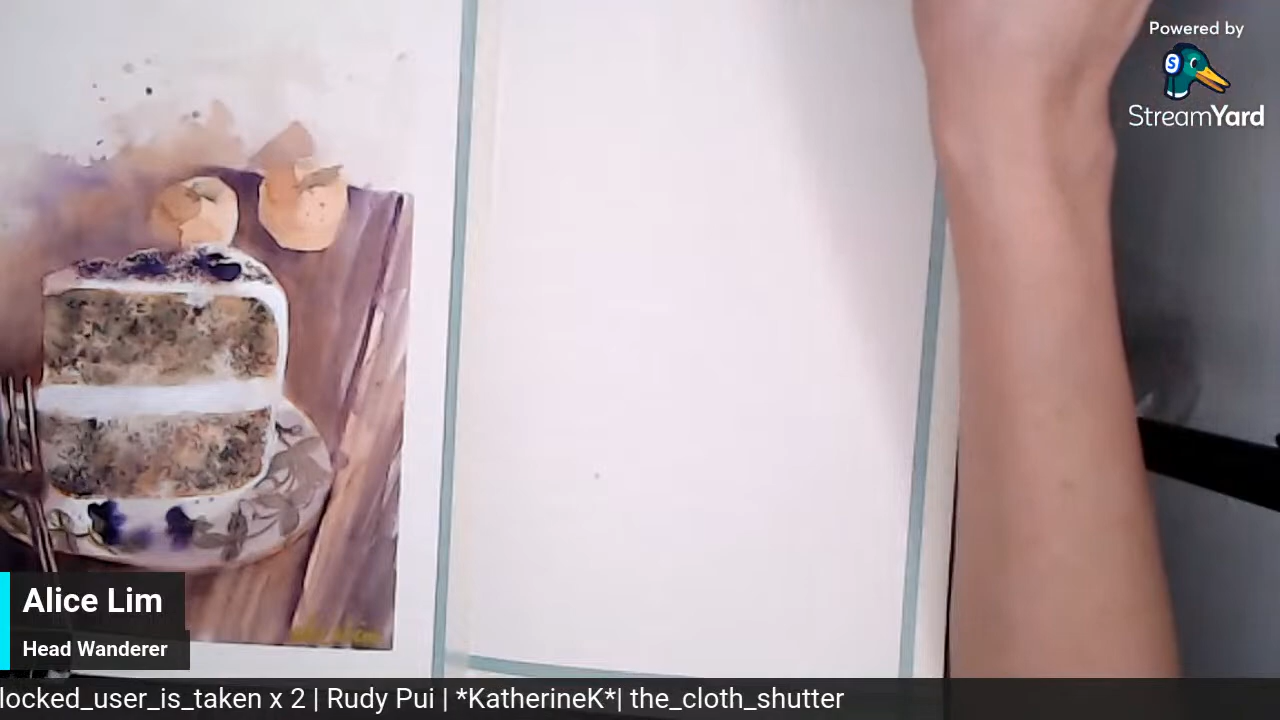 Powered by
S
StreamYard
Alice Lim
Head Wanderer
locked_user_is_taken x 2 | Rudy Pui | *KatherineK*| the_cloth_shutter